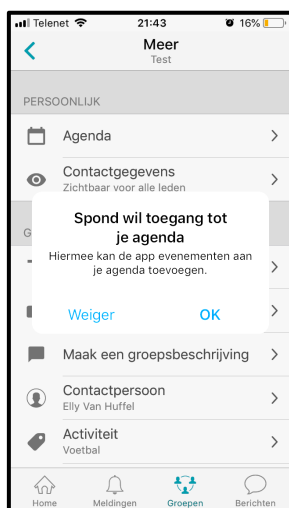 Telenet 21:43 16%
Meer
Test
PERSOONLIJK
Agenda
Contactgegevens
Zichtbaar voor alle leden
G
Spond wil toegang tot
je agenda
Hiermee kan de app evenementen aan
je agenda toevoegen.
Weiger OK
Maak een groepsbeschrijving
Contactpersoon
Elly Van Huffel
Activiteit
Voetbal
Home Meldingen Groepen Berichten